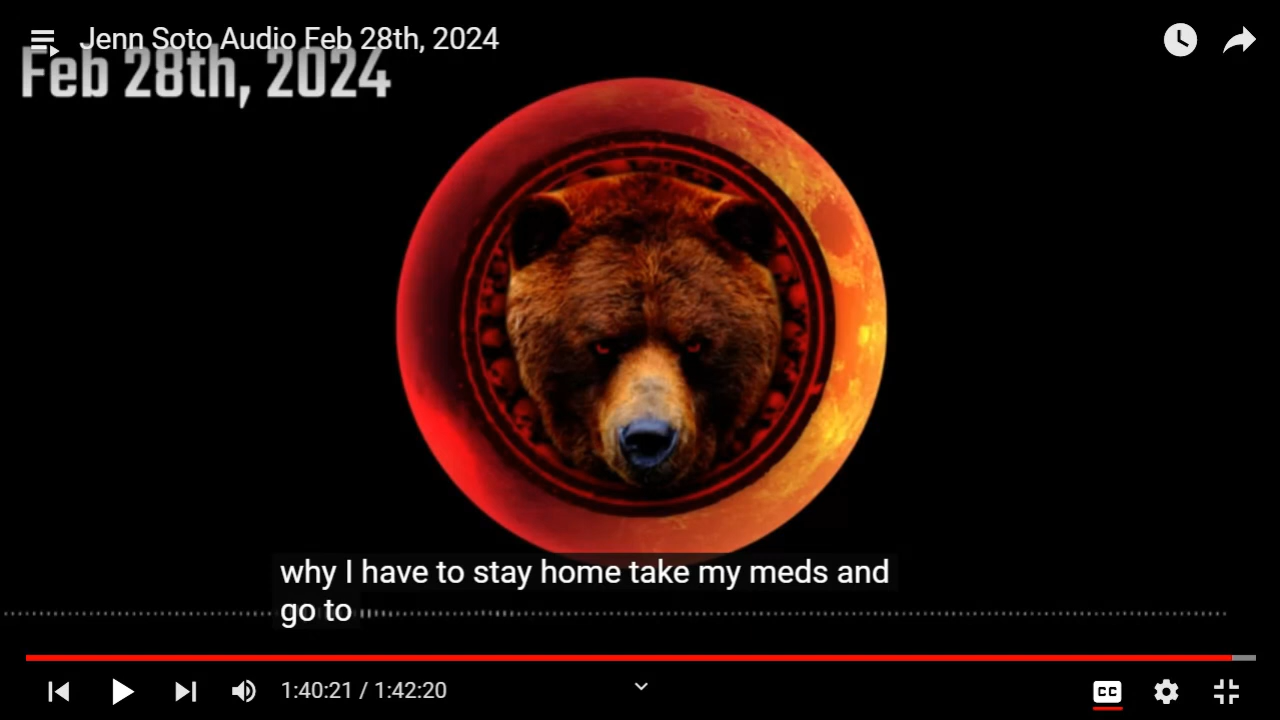 Jenn Soto Audio Feb 28th, 2024
Feb 28th, 2024
why I have to stay home take my meds and
go to
1:40:21 / 1:42:20
CC